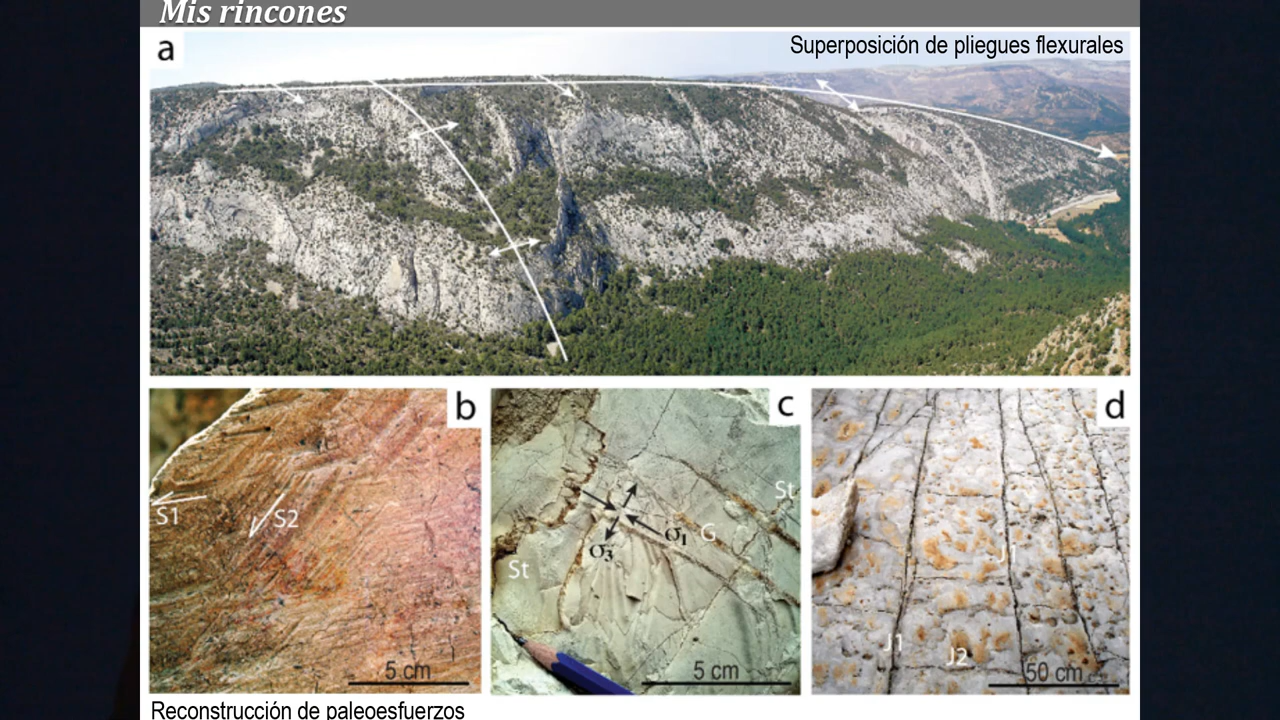 Mis rincones
a
Superposición de pliegues flexurales
b
S1
S2
5 cm
c
St
G
σ1
σ3
St
5 cm
d
J1
J1
J2
50 cm
Reconstrucción de paleoesfuerzos